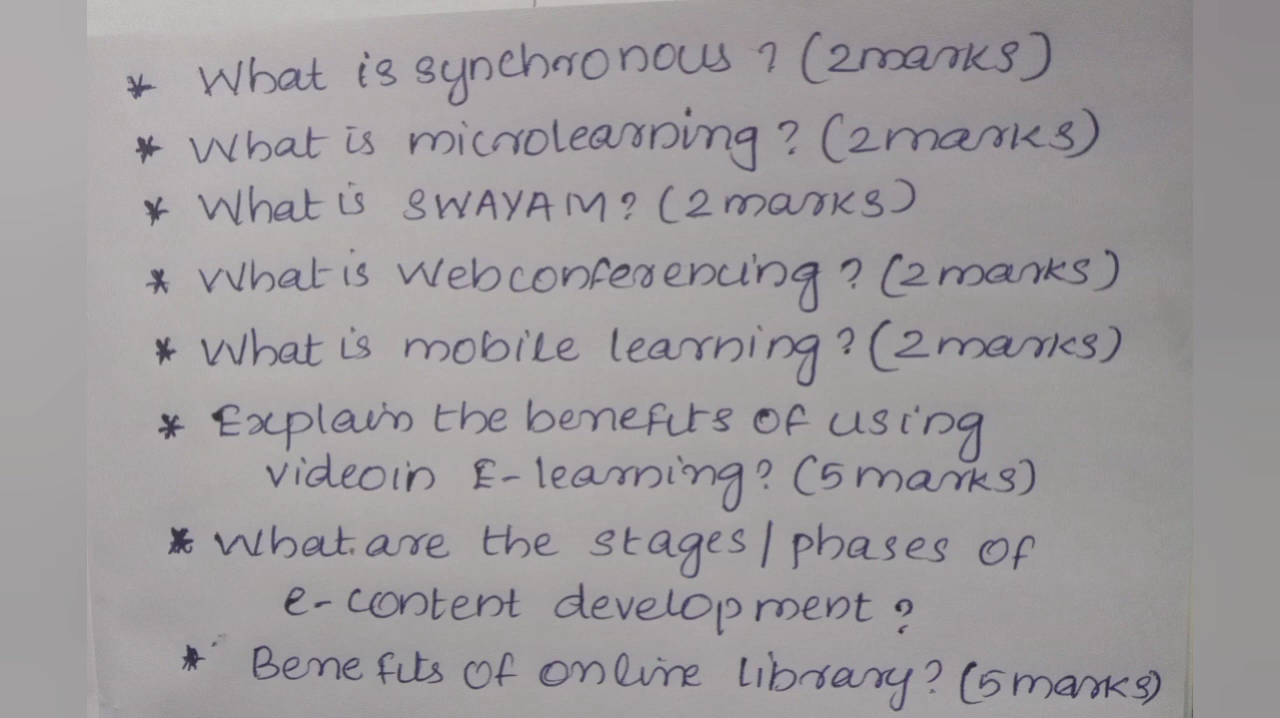 * What is synchronous? (2marks)
* What is microlearning? (2marks)
* What is SWAYAM? (2marks)
* What is Webconferencing? (2marks)
* What is mobile learning? (2marks)
* Explain the benefits of using
videoin E-learning? (5marks)
* What are the stages/phases of
e-content development?
* Benefits of online library? (5marks)